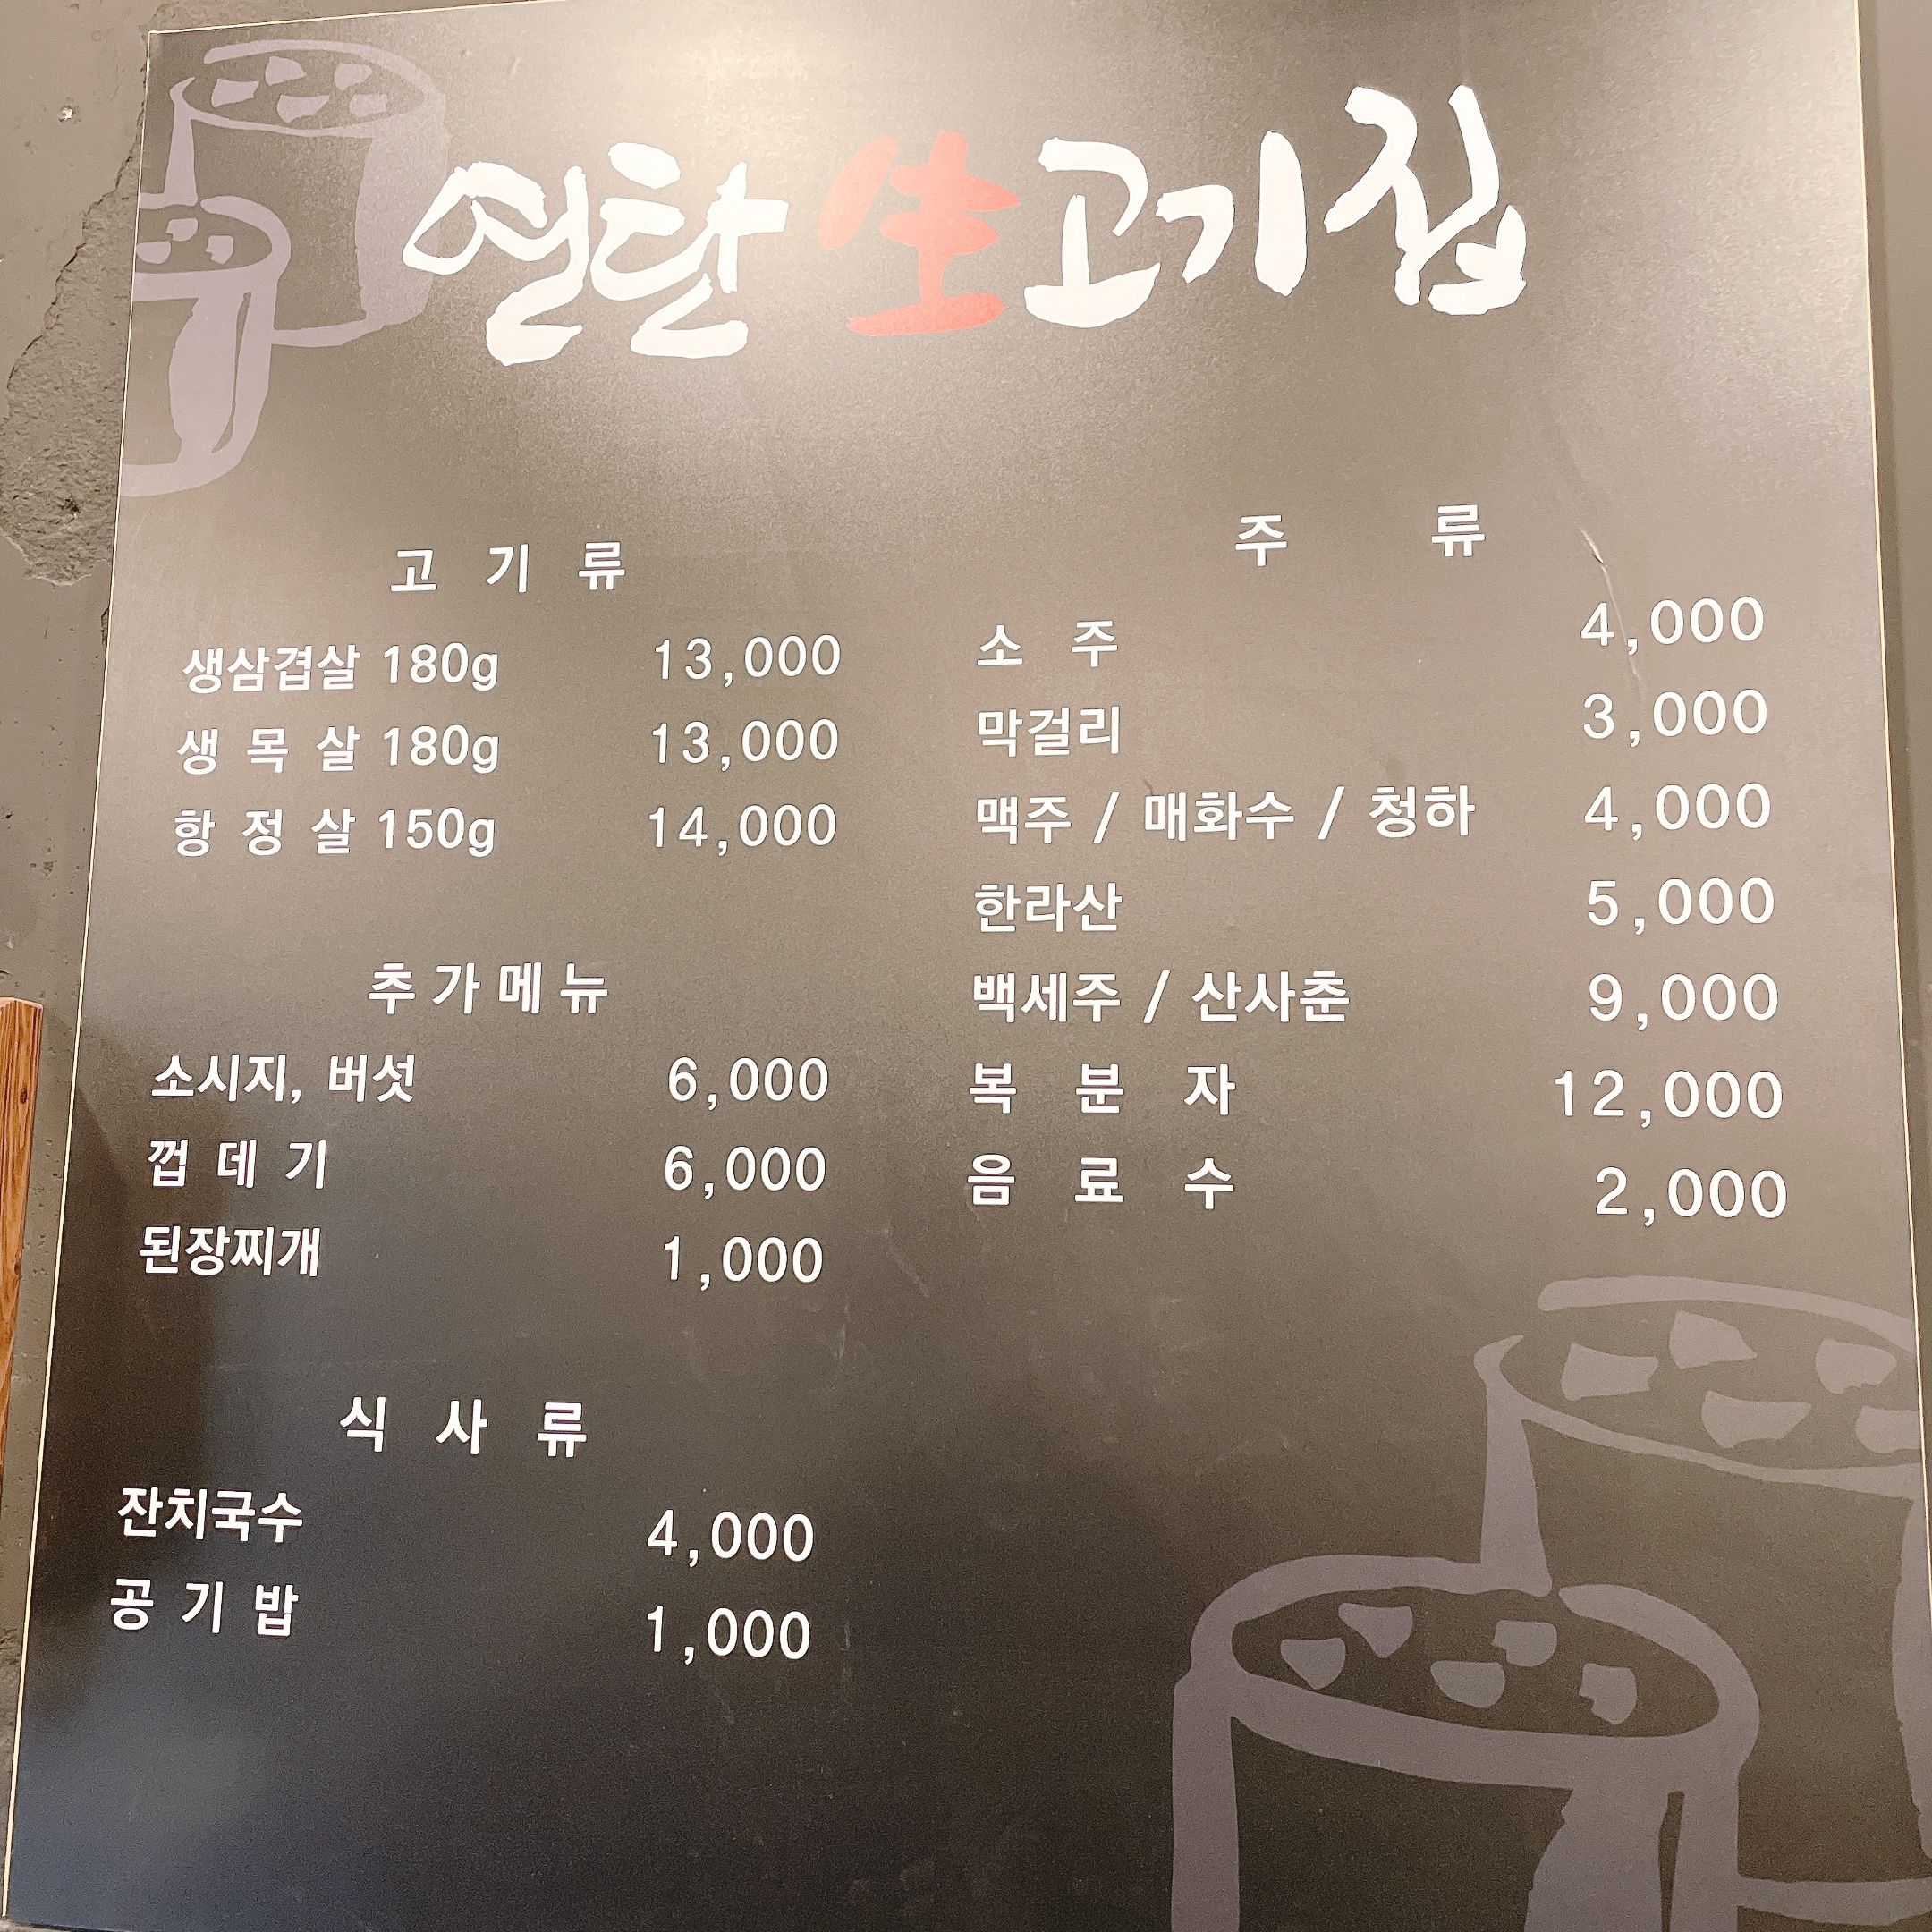 연탄生고기집
고기류
생삼겹살 180g 13,000
생목살 180g 13,000
항정살 150g 14,000
추가메뉴
소시지, 버섯 6,000
껍데기 6,000
된장찌개 1,000
식사류
잔치국수 4,000
공기밥 1,000
주류
소주 4,000
막걸리 3,000
맥주 / 매화수 / 청하 4,000
한라산 5,000
백세주 / 산사춘 9,000
복분자 12,000
음료수 2,000